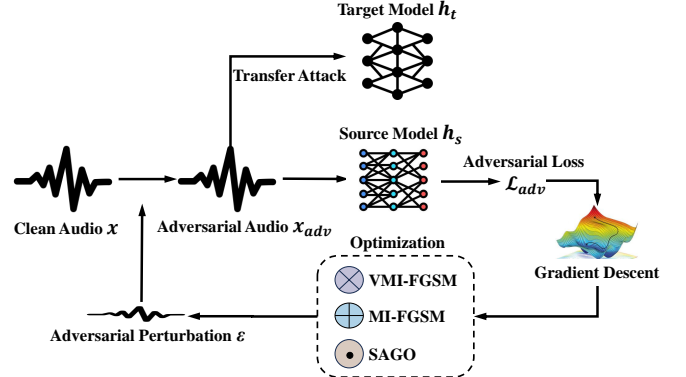 Target Model h_t
Transfer Attack
Source Model h_s
Adversarial Loss
ℒ_adv
Clean Audio x
Adversarial Audio x_adv
Gradient Descent
Optimization
VMI-FGSM
MI-FGSM
SAGO
Adversarial Perturbation ε